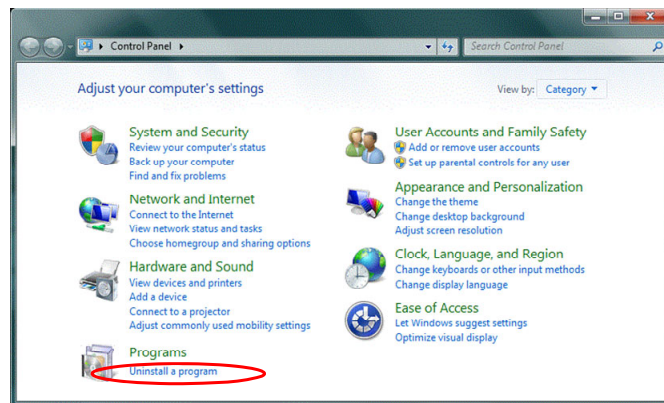 Control Panel
Search Control Panel
Adjust your computer's settings
View by: Category
System and Security
Review your computer's status
Back up your computer
Find and fix problems
Network and Internet
Connect to the Internet
View network status and tasks
Choose homegroup and sharing options
Hardware and Sound
View devices and printers
Add a device
Connect to a projector
Adjust commonly used mobility settings
Programs
Uninstall a program
User Accounts and Family Safety
Add or remove user accounts
Set up parental controls for any user
Appearance and Personalization
Change the theme
Change desktop background
Adjust screen resolution
Clock, Language, and Region
Change keyboards or other input methods
Change display language
Ease of Access
Let Windows suggest settings
Optimize visual display